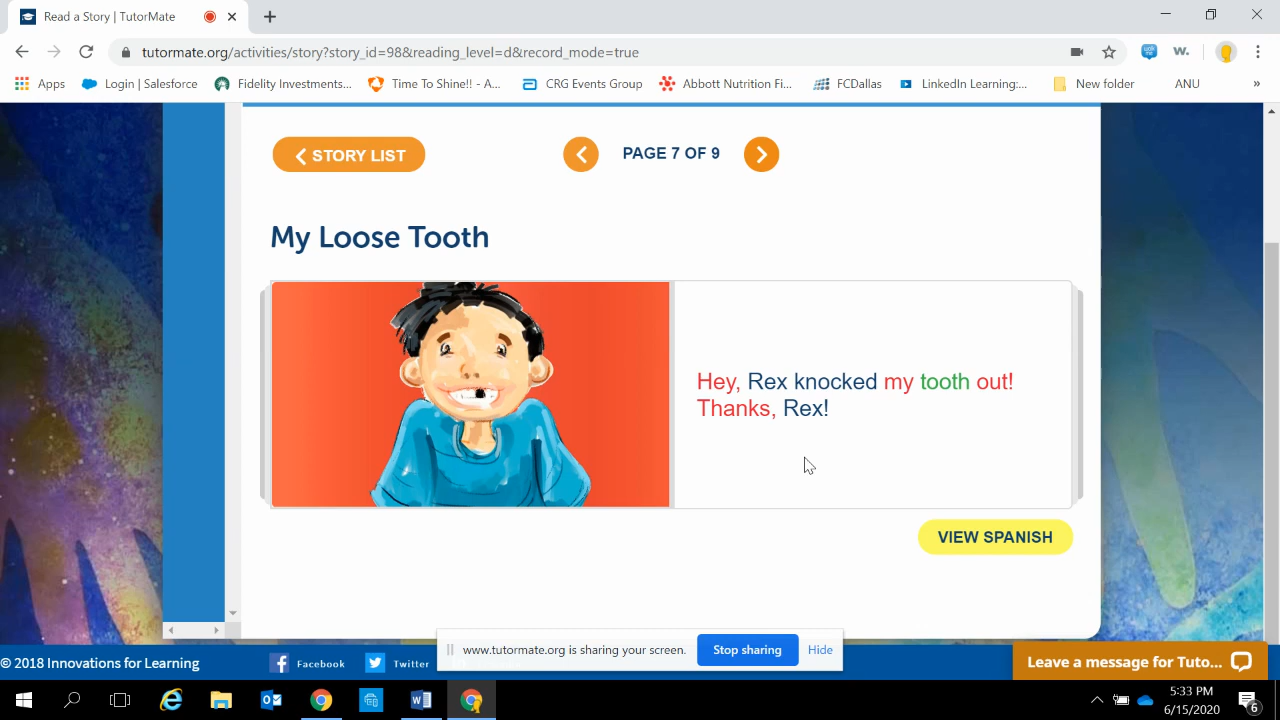 Read a Story | TutorMate
tutormate.org/activities/story?story_id=98&reading_level=d&record_mode=true
w.
Apps
Login | Salesforce
Fidelity Investments...
Time To Shine!! - A...
CRG Events Group
Abbott Nutrition Fi...
FCDallas
LinkedIn Learning:...
New folder
ANU
»
STORY LIST
PAGE 7 OF 9
My Loose Tooth
Hey, Rex knocked my tooth out!
Thanks, Rex!
VIEW SPANISH
www.tutormate.org is sharing your screen.
Stop sharing
Hide
© 2018 Innovations for Learning
Facebook
Twitter
Leave a message for Tuto...
5:33 PM
6/15/2020
6